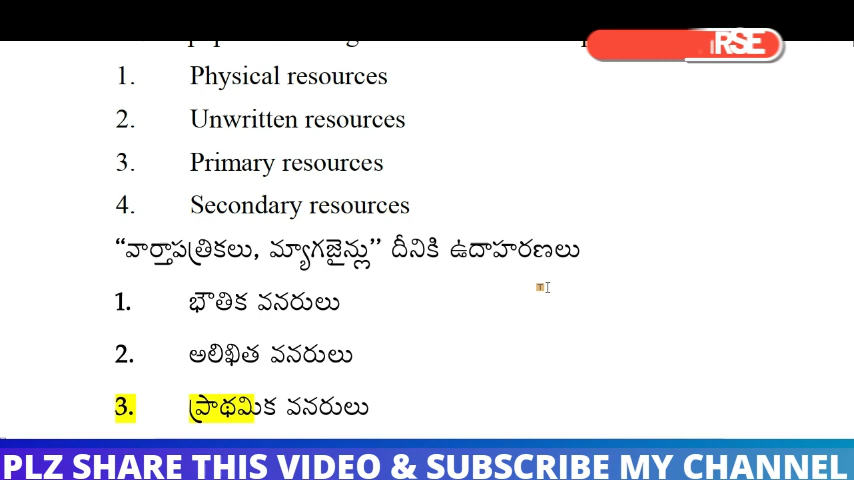 RSE
1. Physical resources
2. Unwritten resources
3. Primary resources
4. Secondary resources
“వార్తాపత్రికలు, మ్యాగజైన్లు” దీనికి ఉదాహరణలు
1. భౌతిక వనరులు
2. అలిఖిత వనరులు
3. ప్రాథమిక వనరులు
PLZ SHARE THIS VIDEO & SUBSCRIBE MY CHANNEL